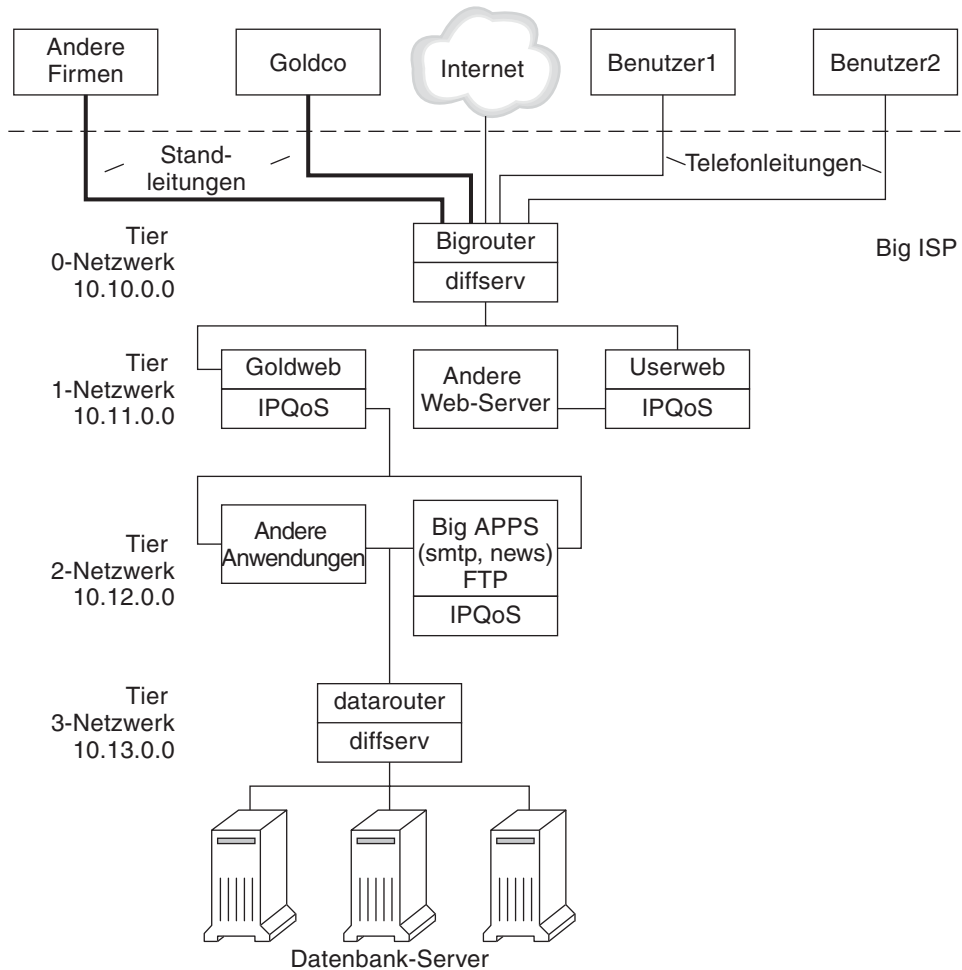 Andere
Firmen
Goldco
Internet
Benutzer1
Benutzer2
Stand-
leitungen
Telefonleitungen
Tier
0-Netzwerk
10.10.0.0
Bigrouter
diffserv
Big ISP
Tier
1-Netzwerk
10.11.0.0
Goldweb
IPQoS
Andere
Web-Server
Userweb
IPQoS
Tier
2-Netzwerk
10.12.0.0
Andere
Anwendungen
Big APPS
(smtp, news)
FTP
IPQoS
Tier
3-Netzwerk
10.13.0.0
datarouter
diffserv
Datenbank-Server